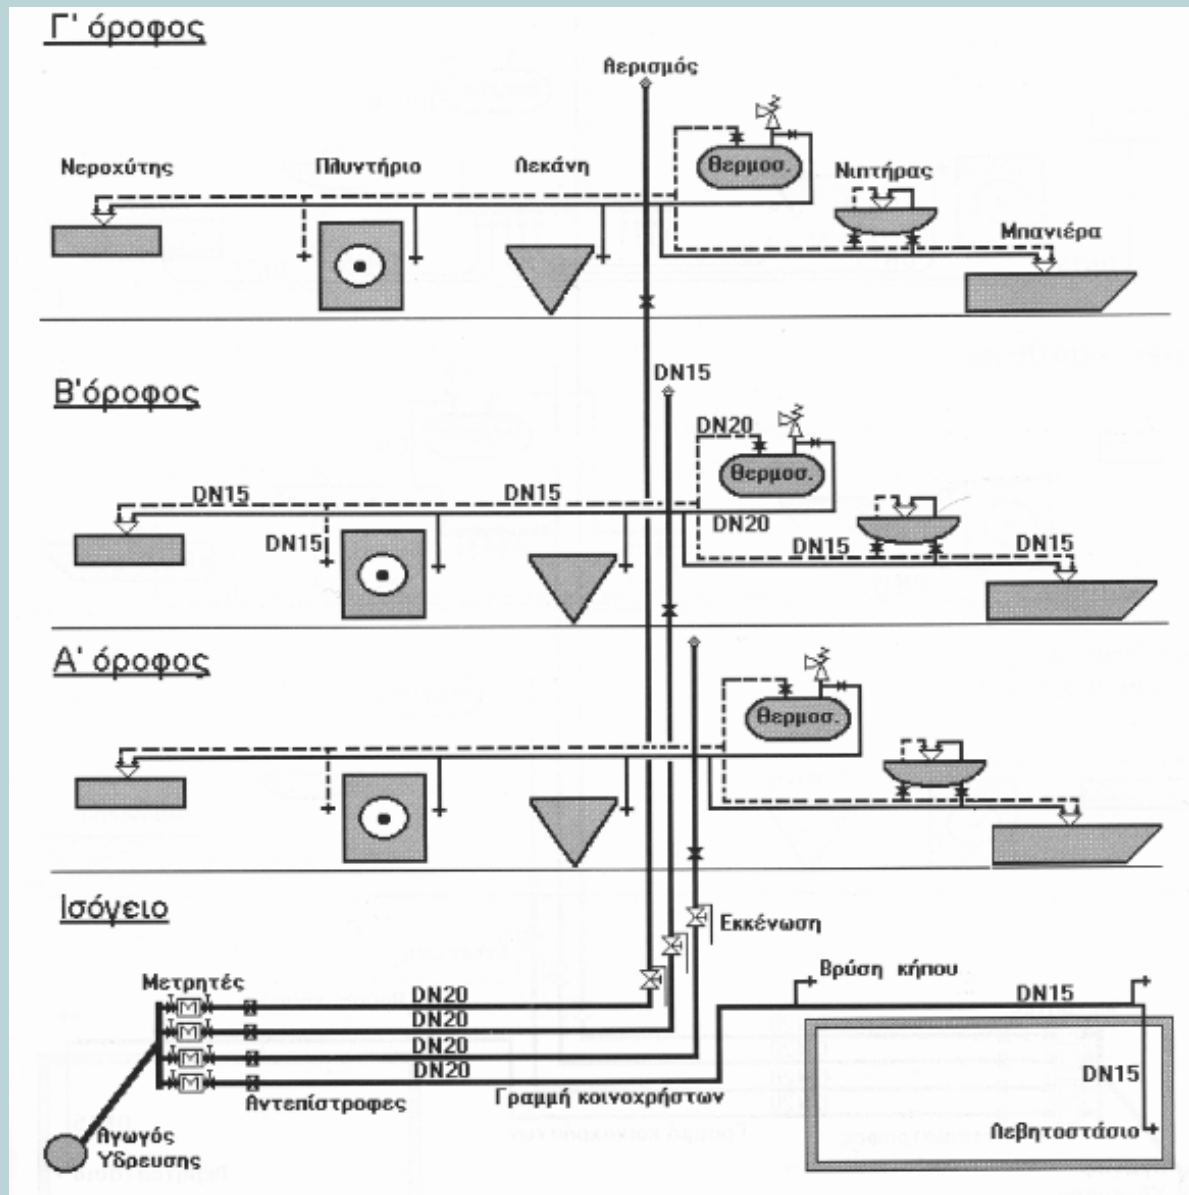 Γ' όροφος
Αερισμός
Νεροχύτης
Πλυντήριο
Λεκάνη
Θερμοσ.
Νιπτήρας
Μπανιέρα
Β'όροφος
DN15
DN20
Θερμοσ.
DN15
DN15
DN20
DN15
DN15
DN15
Α' όροφος
Θερμοσ.
Ισόγειο
Εκκένωση
Μετρητές
Βρύση κήπου
DN20
DN15
DN20
DN20
DN20
DN15
Αντεπίστροφες
Γραμμή κοινοχρήστων
Αγωγός
Ύδρευσης
Λεβητοστάσιο